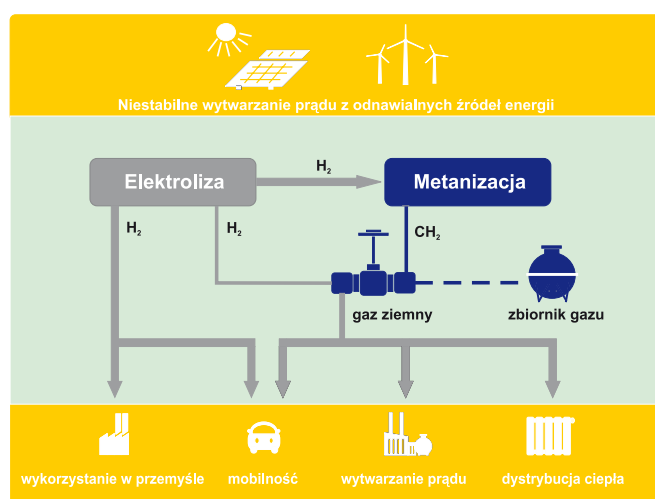 Niestabilne wytwarzanie prądu z odnawialnych źródeł energii
Elektroliza
H₂
Metanizacja
H₂
H₂
CH₂
gaz ziemny
zbiornik gazu
wykorzystanie w przemyśle
mobilność
wytwarzanie prądu
dystrybucja ciepła